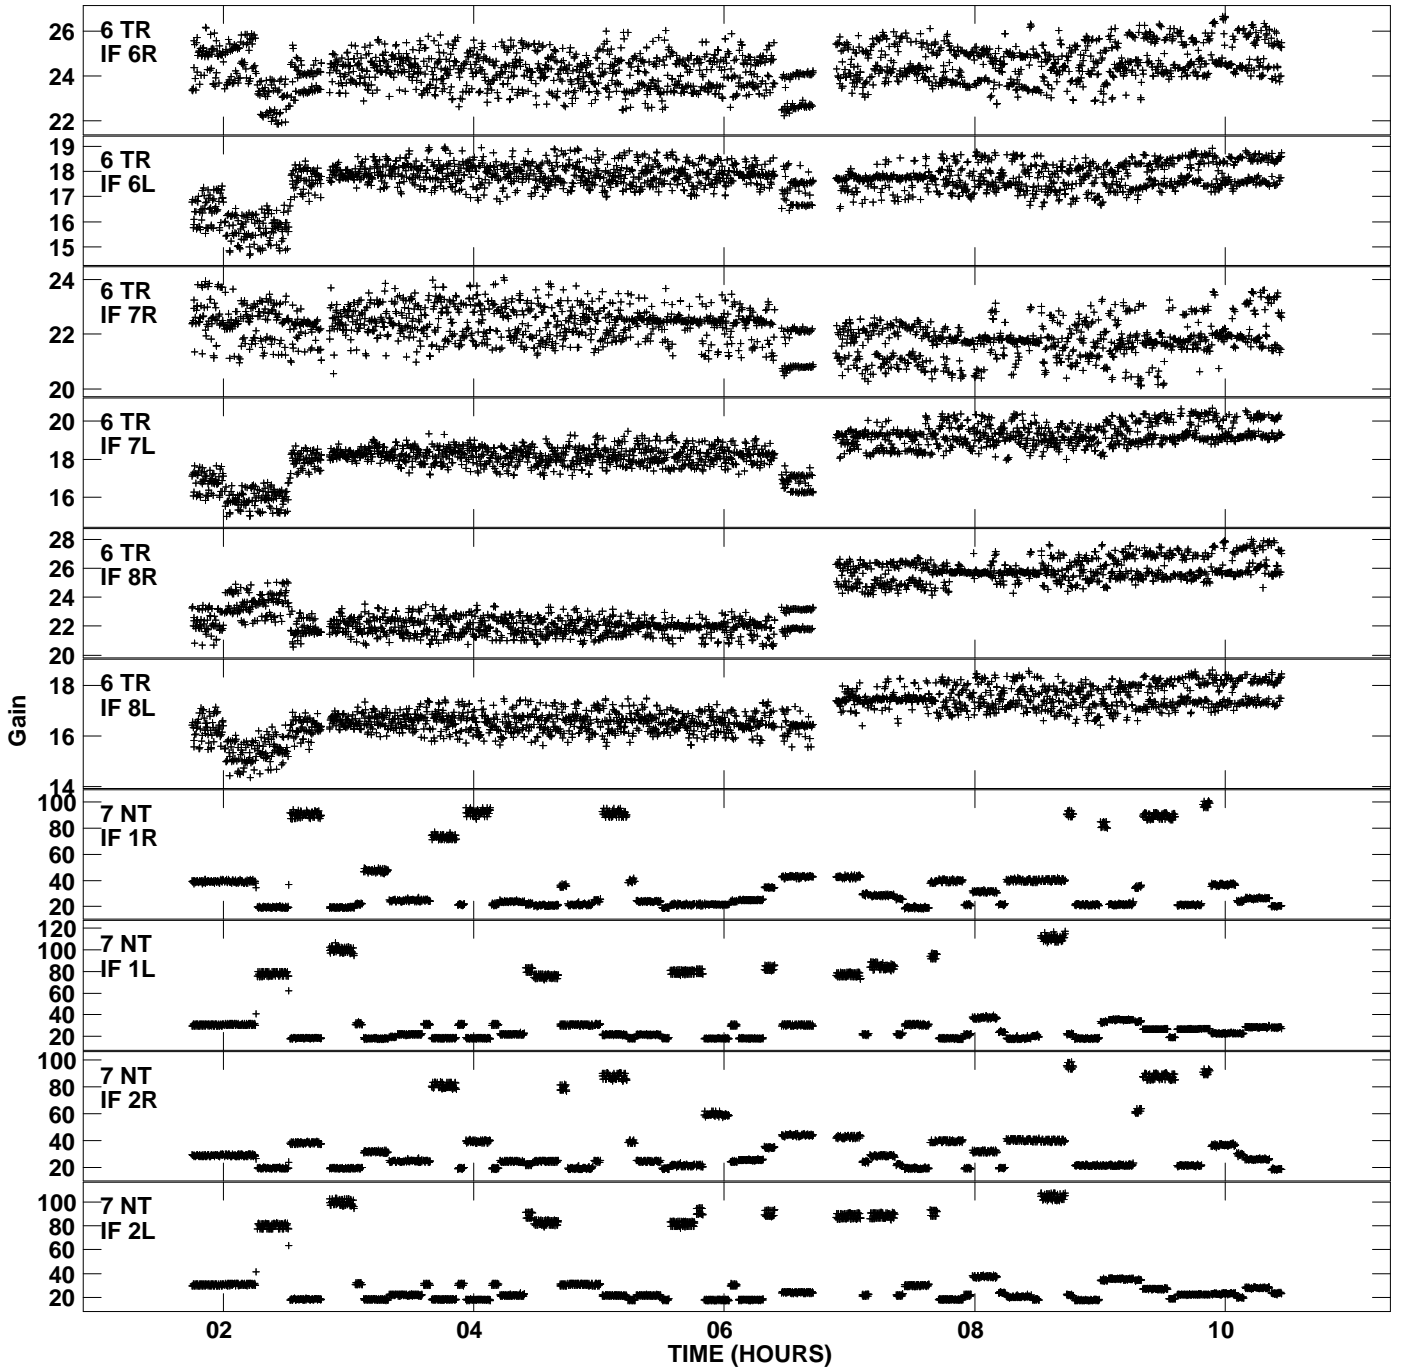 26
24
22
6 TR
IF 6R
19
18
17
16
15
6 TR
IF 6L
24
22
20
6 TR
IF 7R
20
18
16
6 TR
IF 7L
28
26
24
22
20
6 TR
IF 8R
18
16
14
6 TR
IF 8L
Gain
100
80
60
40
20
7 NT
IF 1R
120
100
80
60
40
20
7 NT
IF 1L
100
80
60
40
20
7 NT
IF 2R
100
80
60
40
20
7 NT
IF 2L
02 04 06 08 10
TIME (HOURS)